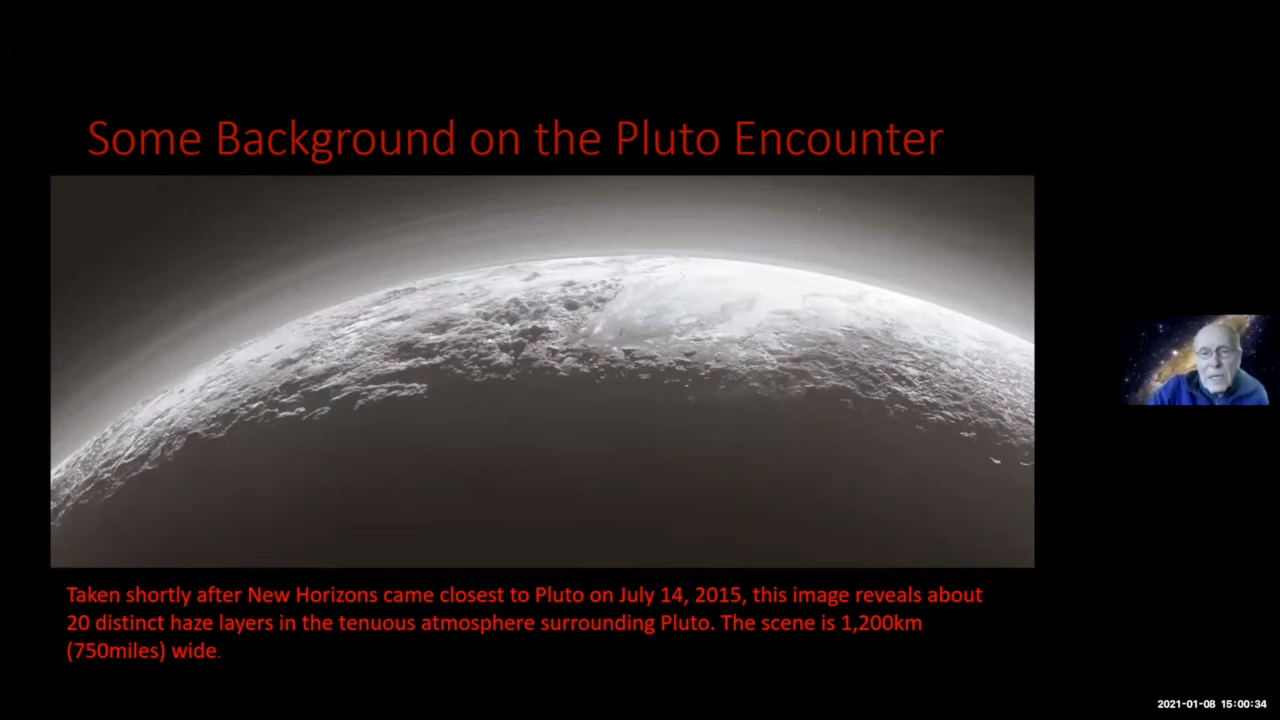 Some Background on the Pluto Encounter
Taken shortly after New Horizons came closest to Pluto on July 14, 2015, this image reveals about
20 distinct haze layers in the tenuous atmosphere surrounding Pluto. The scene is 1,200km
(750miles) wide.
2021-01-08 15:00:34